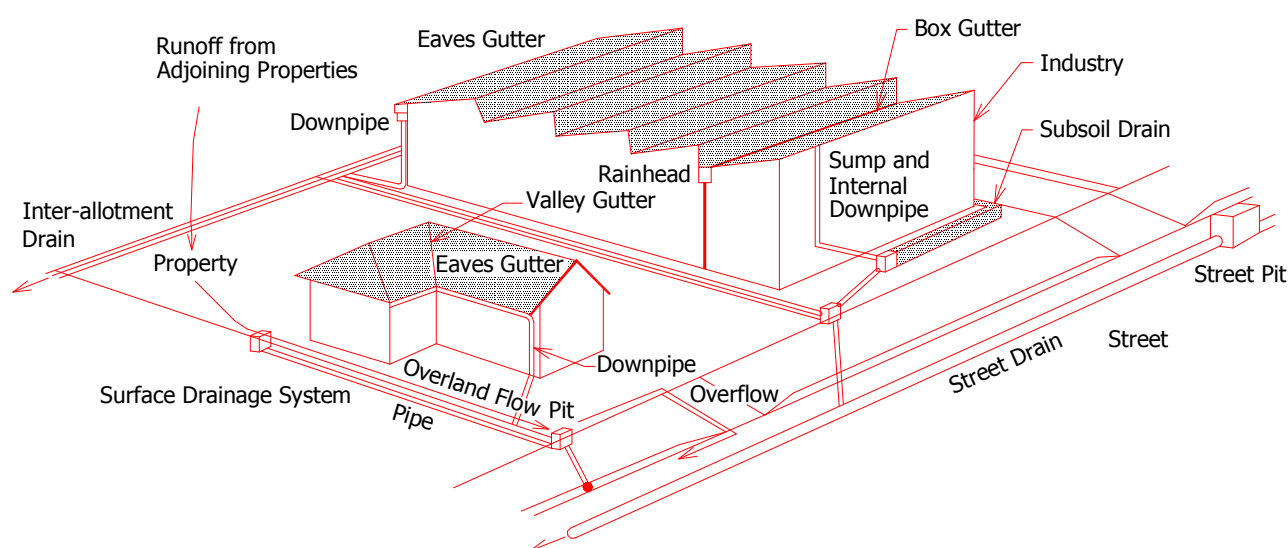 Runoff from
Adjoining Properties
Eaves Gutter
Box Gutter
Industry
Downpipe
Subsoil Drain
Rainhead
Sump and
Internal
Downpipe
Valley Gutter
Inter-allotment
Drain
Property
Eaves Gutter
Street Pit
Street
Downpipe
Street Drain
Overflow
Overland Flow Pit
Surface Drainage System
Pipe